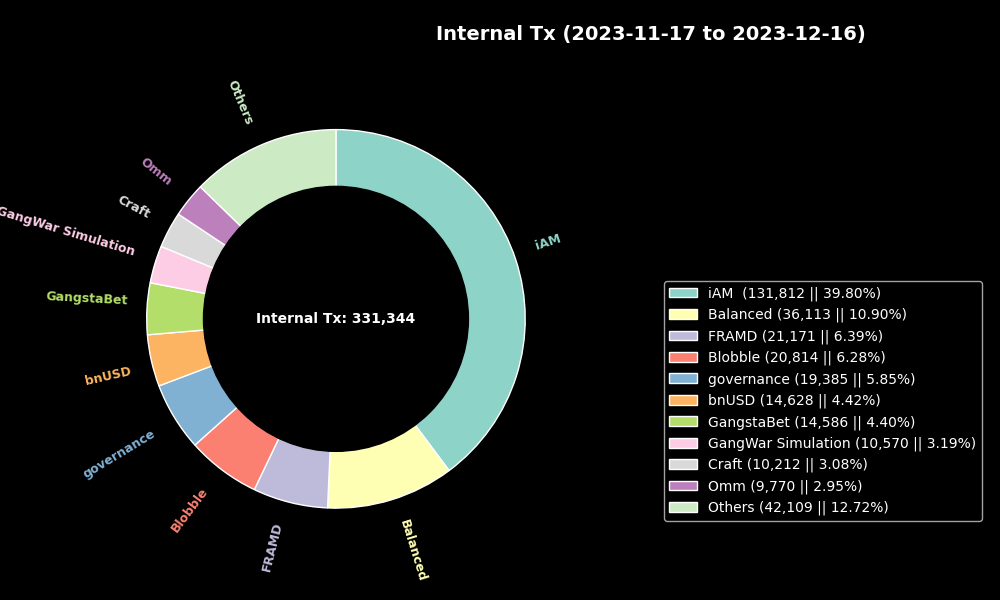 Internal Tx (2023-11-17 to 2023-12-16)
Others
Omm
Craft
GangWar Simulation
GangstaBet
bnUSD
governance
Blobble
FRAMD
Balanced
iAM
Internal Tx: 331,344
iAM  (131,812 || 39.80%)
Balanced (36,113 || 10.90%)
FRAMD (21,171 || 6.39%)
Blobble (20,814 || 6.28%)
governance (19,385 || 5.85%)
bnUSD (14,628 || 4.42%)
GangstaBet (14,586 || 4.40%)
GangWar Simulation (10,570 || 3.19%)
Craft (10,212 || 3.08%)
Omm (9,770 || 2.95%)
Others (42,109 || 12.72%)